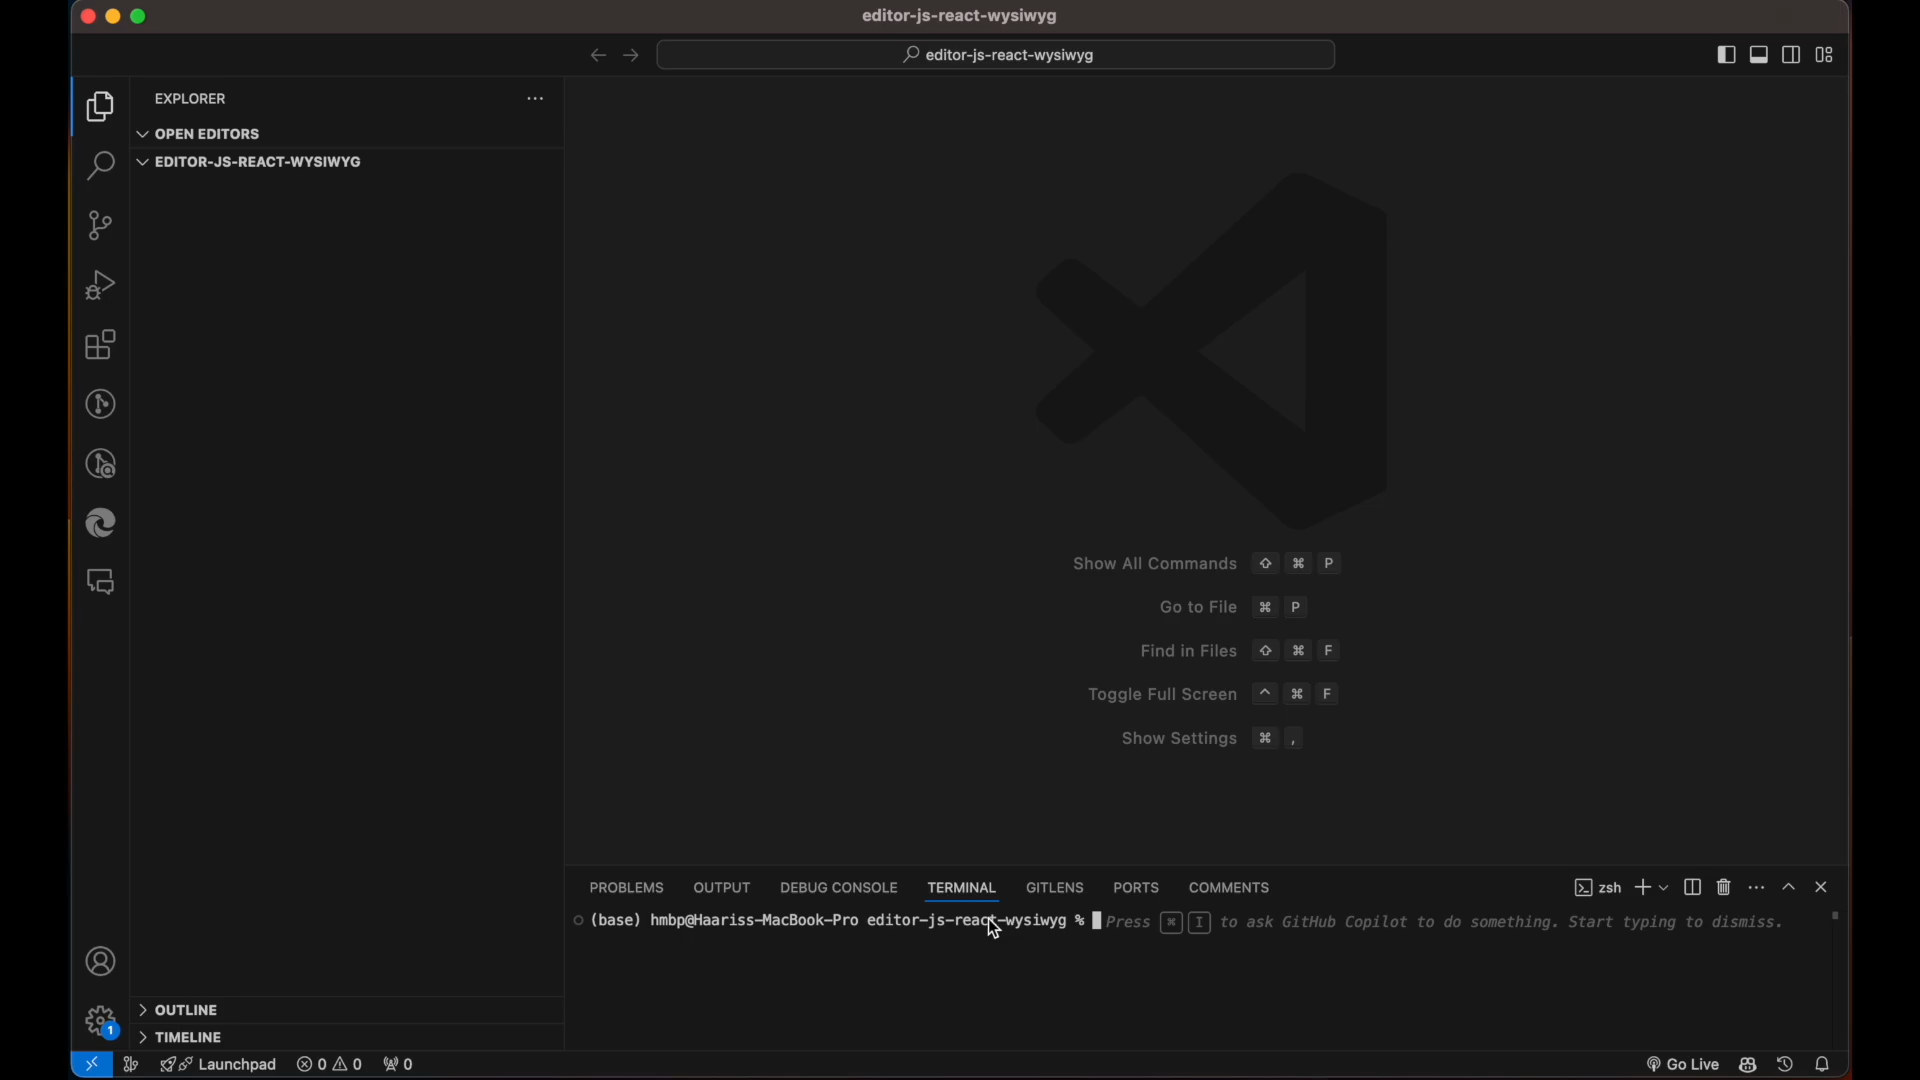 editor-js-react-wysiwyg
editor-js-react-wysiwyg
EXPLORER
OPEN EDITORS
EDITOR-JS-REACT-WYSIWYG
Show All Commands ⇧ ⌘ P
Go to File ⌘ P
Find in Files ⇧ ⌘ F
Toggle Full Screen ^ ⌘ F
Show Settings ⌘ ,
PROBLEMS OUTPUT DEBUG CONSOLE TERMINAL GITLENS PORTS COMMENTS zsh
(base) hmbp@Haariss-MacBook-Pro editor-js-react-wysiwyg % Press ⌘ I to ask GitHub Copilot to do something. Start typing to dismiss.
OUTLINE
TIMELINE
1
Launchpad 0 0 0 Go Live